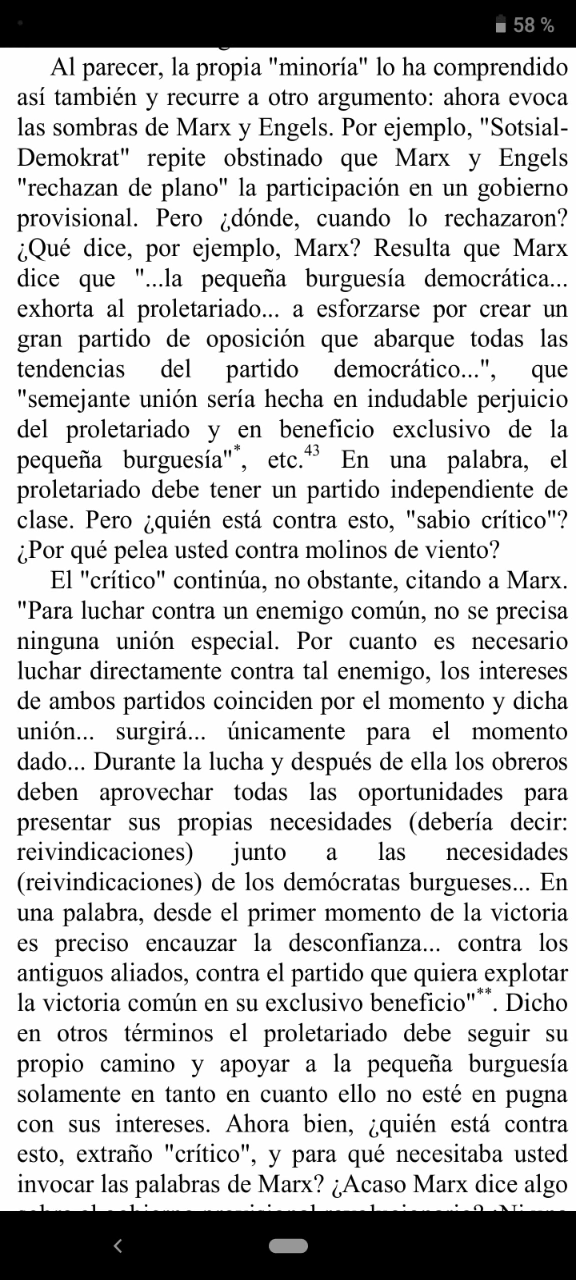 58 %
Al parecer, la propia "minoría" lo ha comprendido
así también y recurre a otro argumento: ahora evoca
las sombras de Marx y Engels. Por ejemplo, "Sotsial-
Demokrat" repite obstinado que Marx y Engels
"rechazan de plano" la participación en un gobierno
provisional. Pero ¿dónde, cuando lo rechazaron?
¿Qué dice, por ejemplo, Marx? Resulta que Marx
dice que "...la pequeña burguesía democrática...
exhorta al proletariado... a esforzarse por crear un
gran partido de oposición que abarque todas las
tendencias del partido democrático...", que
"semejante unión sería hecha en indudable perjuicio
del proletariado y en beneficio exclusivo de la
pequeña burguesía"*, etc.43 En una palabra, el
proletariado debe tener un partido independiente de
clase. Pero ¿quién está contra esto, "sabio crítico"?
¿Por qué pelea usted contra molinos de viento?
El "crítico" continúa, no obstante, citando a Marx.
"Para luchar contra un enemigo común, no se precisa
ninguna unión especial. Por cuanto es necesario
luchar directamente contra tal enemigo, los intereses
de ambos partidos coinciden por el momento y dicha
unión... surgirá... únicamente para el momento
dado... Durante la lucha y después de ella los obreros
deben aprovechar todas las oportunidades para
presentar sus propias necesidades (debería decir:
reivindicaciones) junto a las necesidades
(reivindicaciones) de los demócratas burgueses... En
una palabra, desde el primer momento de la victoria
es preciso encauzar la desconfianza... contra los
antiguos aliados, contra el partido que quiera explotar
la victoria común en su exclusivo beneficio"**. Dicho
en otros términos el proletariado debe seguir su
propio camino y apoyar a la pequeña burguesía
solamente en tanto en cuanto ello no esté en pugna
con sus intereses. Ahora bien, ¿quién está contra
esto, extraño "crítico", y para qué necesitaba usted
invocar las palabras de Marx? ¿Acaso Marx dice algo